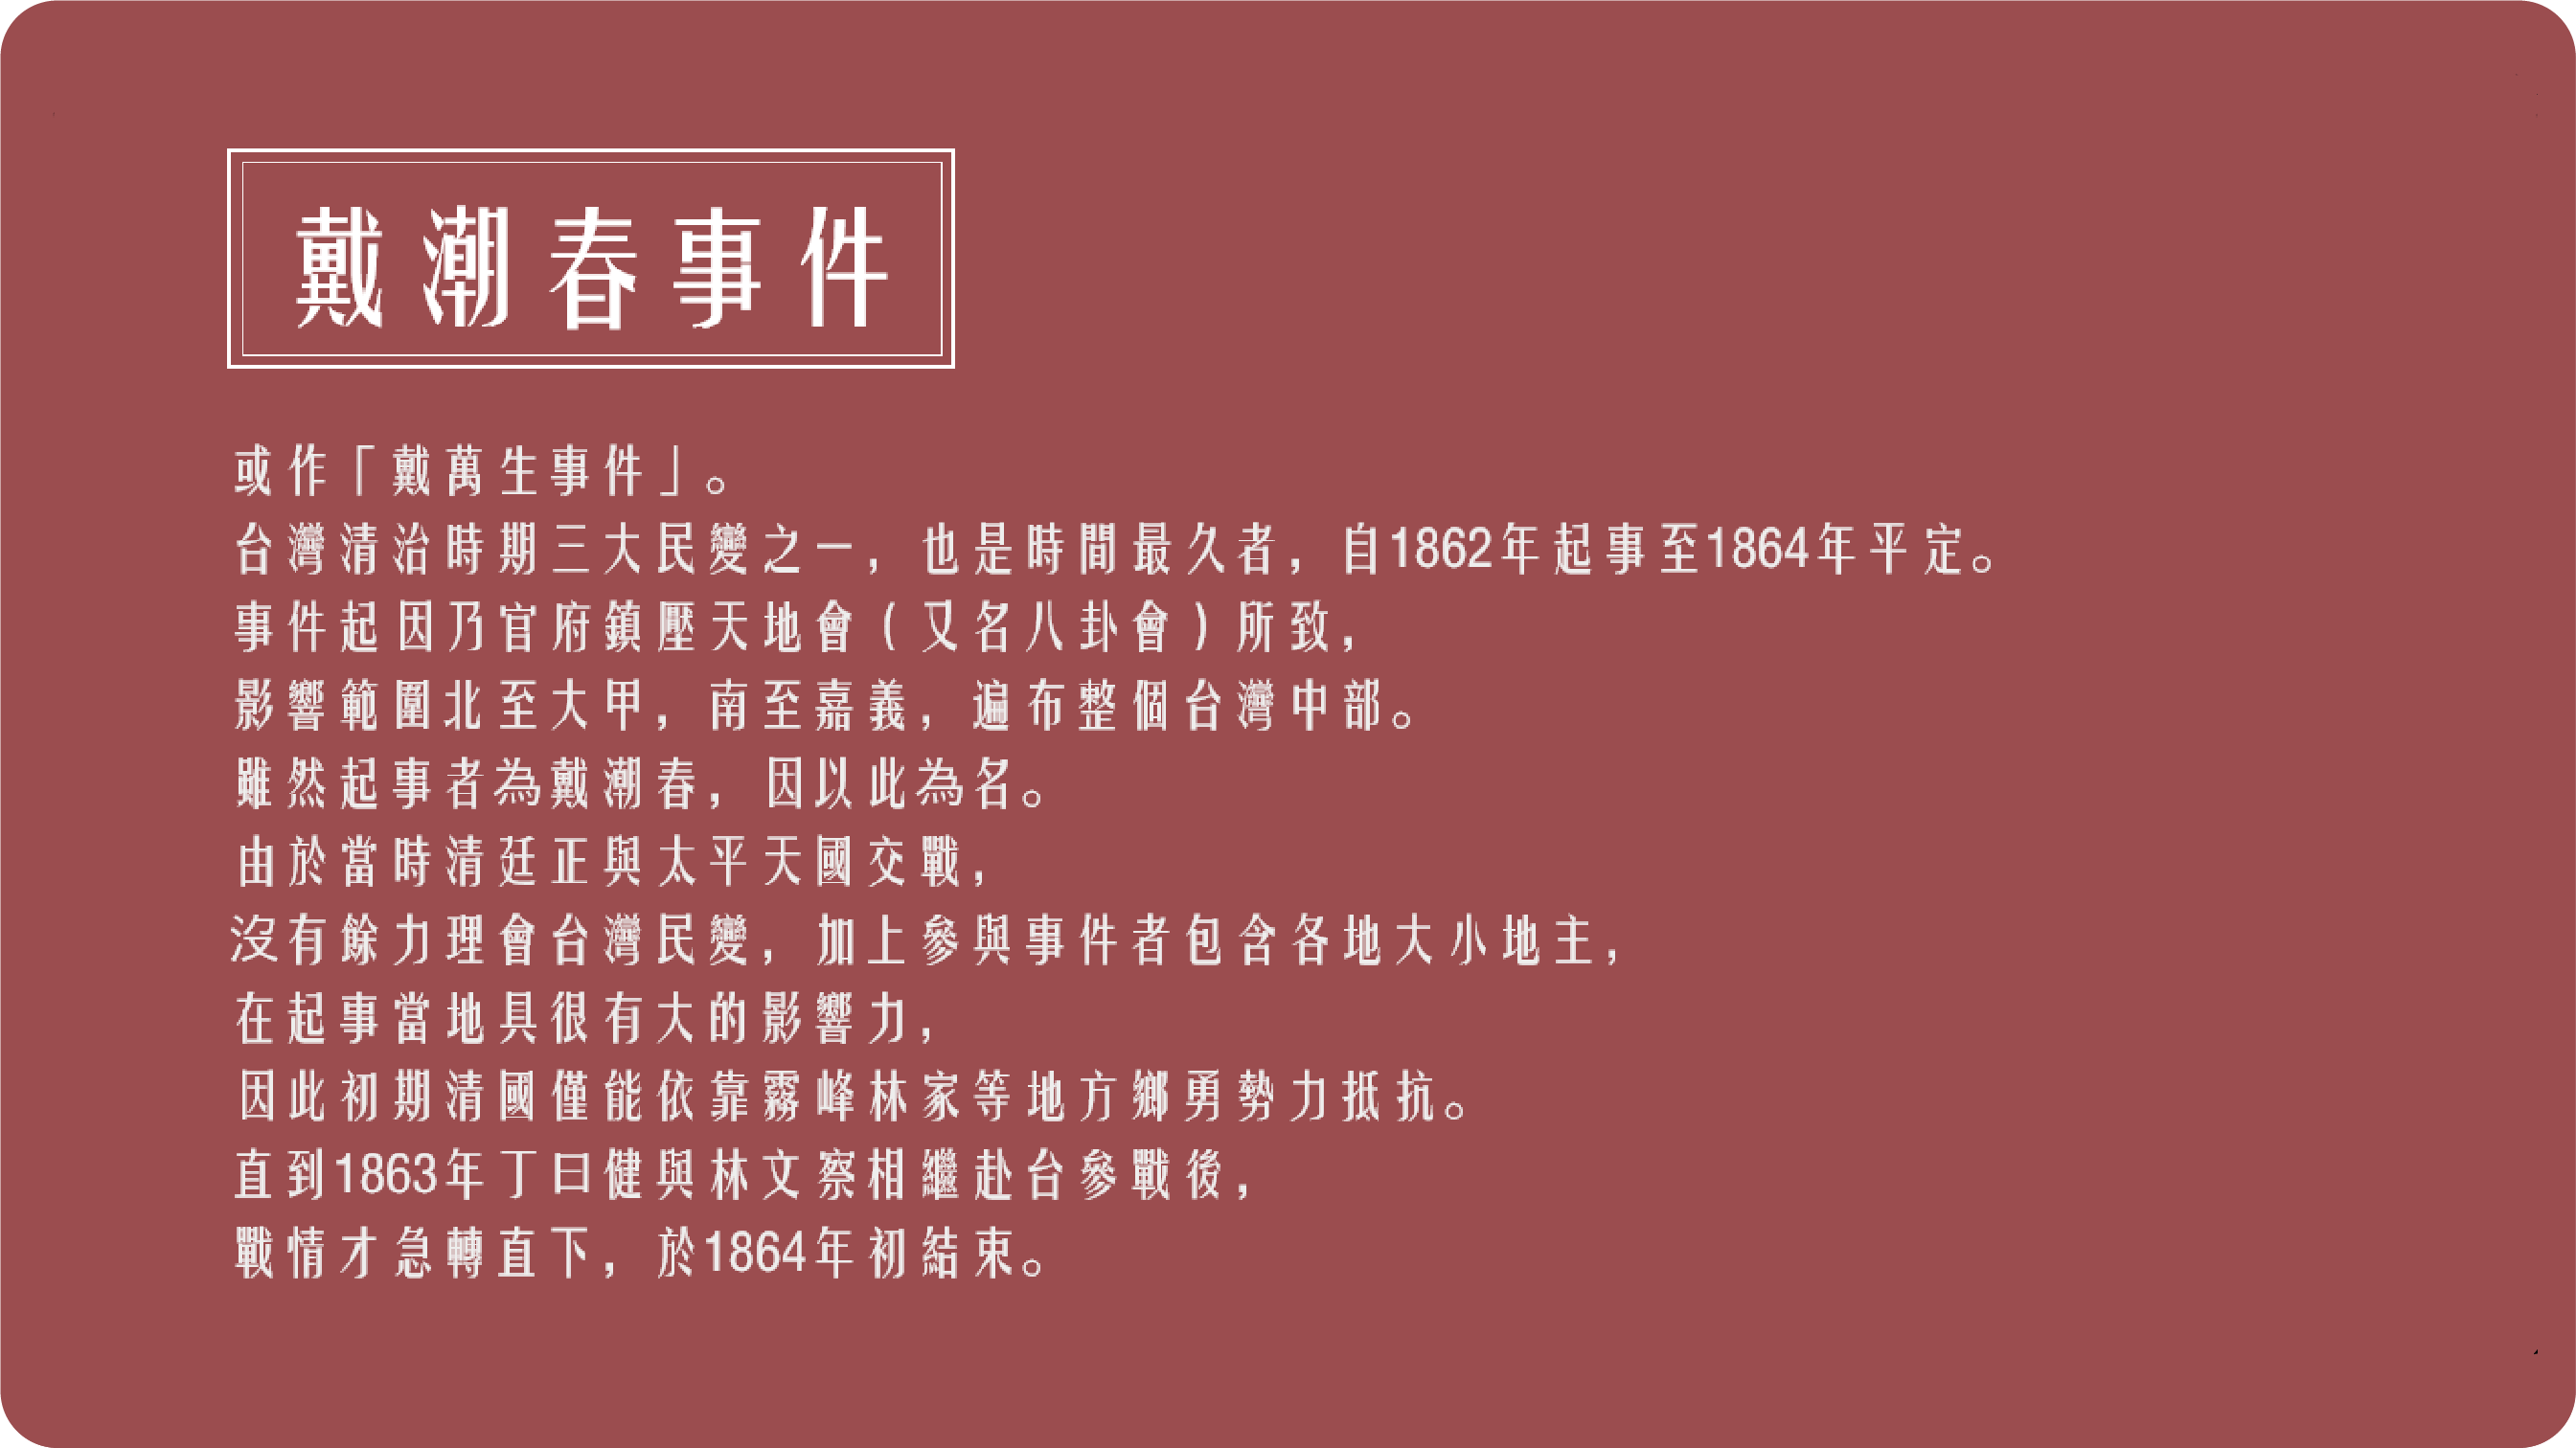 戴潮春事件
或作「戴萬生事件」。
台灣清治時期三大民變之一，也是時間最久者，自1862年起事至1864年平定。
事件起因乃官府鎮壓天地會（又名八卦會）所致，
影響範圍北至大甲，南至嘉義，遍布整個台灣中部。
雖然起事者為戴潮春，因以此為名。
由於當時清廷正與太平天國交戰，
沒有餘力理會台灣民變，加上參與事件者包含各地大小地主，
在起事當地具很有大的影響力，
因此初期清國僅能依靠霧峰林家等地方鄉勇勢力抵抗。
直到1863年丁曰健與林文察相繼赴台參戰後，
戰情才急轉直下，於1864年初結束。